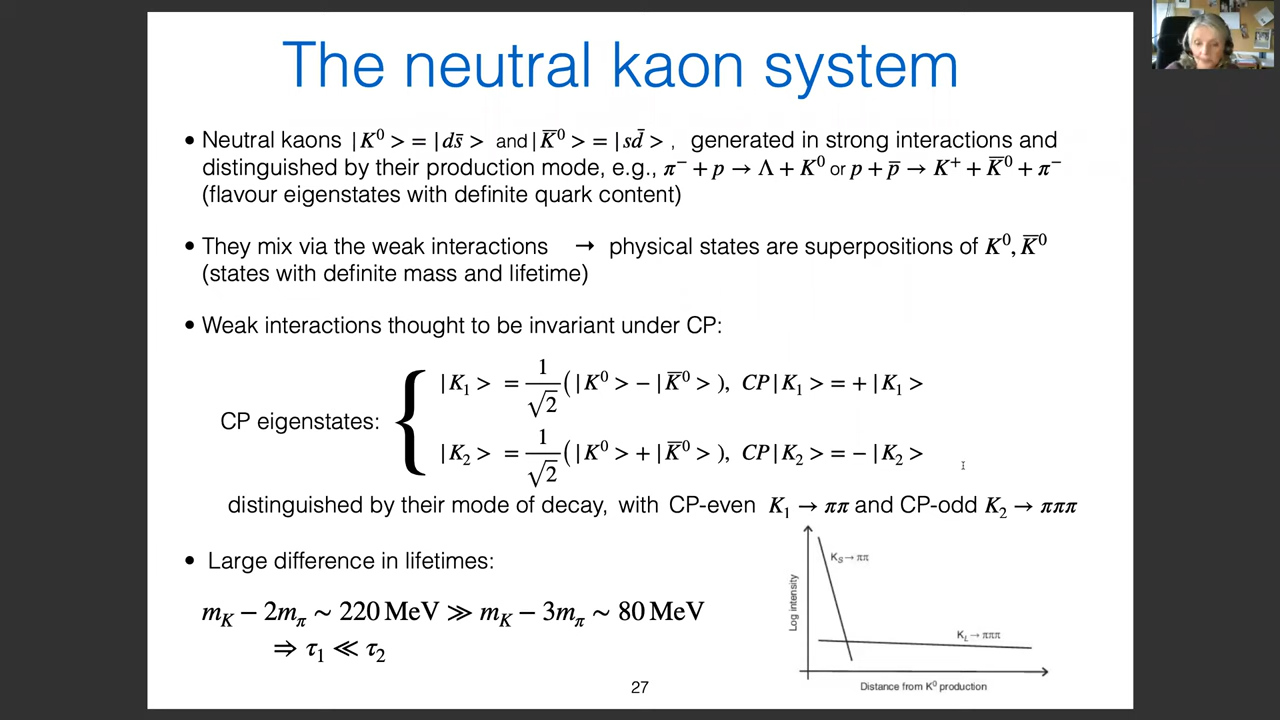 The neutral kaon system
• Neutral kaons |K⁰ > = |ds̄ > and |K̅⁰ > = |sd̄ > , generated in strong interactions and
distinguished by their production mode, e.g., π⁻ + p → Λ + K⁰ or p + p̄ → K⁺ + K̅⁰ + π⁻
(flavour eigenstates with definite quark content)
• They mix via the weak interactions → physical states are superpositions of K⁰, K̅⁰
(states with definite mass and lifetime)
• Weak interactions thought to be invariant under CP:
CP eigenstates: { |K₁ > = 1/√2 ( |K⁰ > − |K̅⁰ > ), CP|K₁ > = + |K₁ >
|K₂ > = 1/√2 ( |K⁰ > + |K̅⁰ > ), CP|K₂ > = − |K₂ >
distinguished by their mode of decay, with CP-even K₁ → ππ and CP-odd K₂ → πππ
• Large difference in lifetimes:
m_K − 2m_π ~ 220 MeV ≫ m_K − 3m_π ~ 80 MeV
⇒ τ₁ ≪ τ₂
Log intensity
K_S → ππ
K_L → πππ
Distance from K⁰ production
27